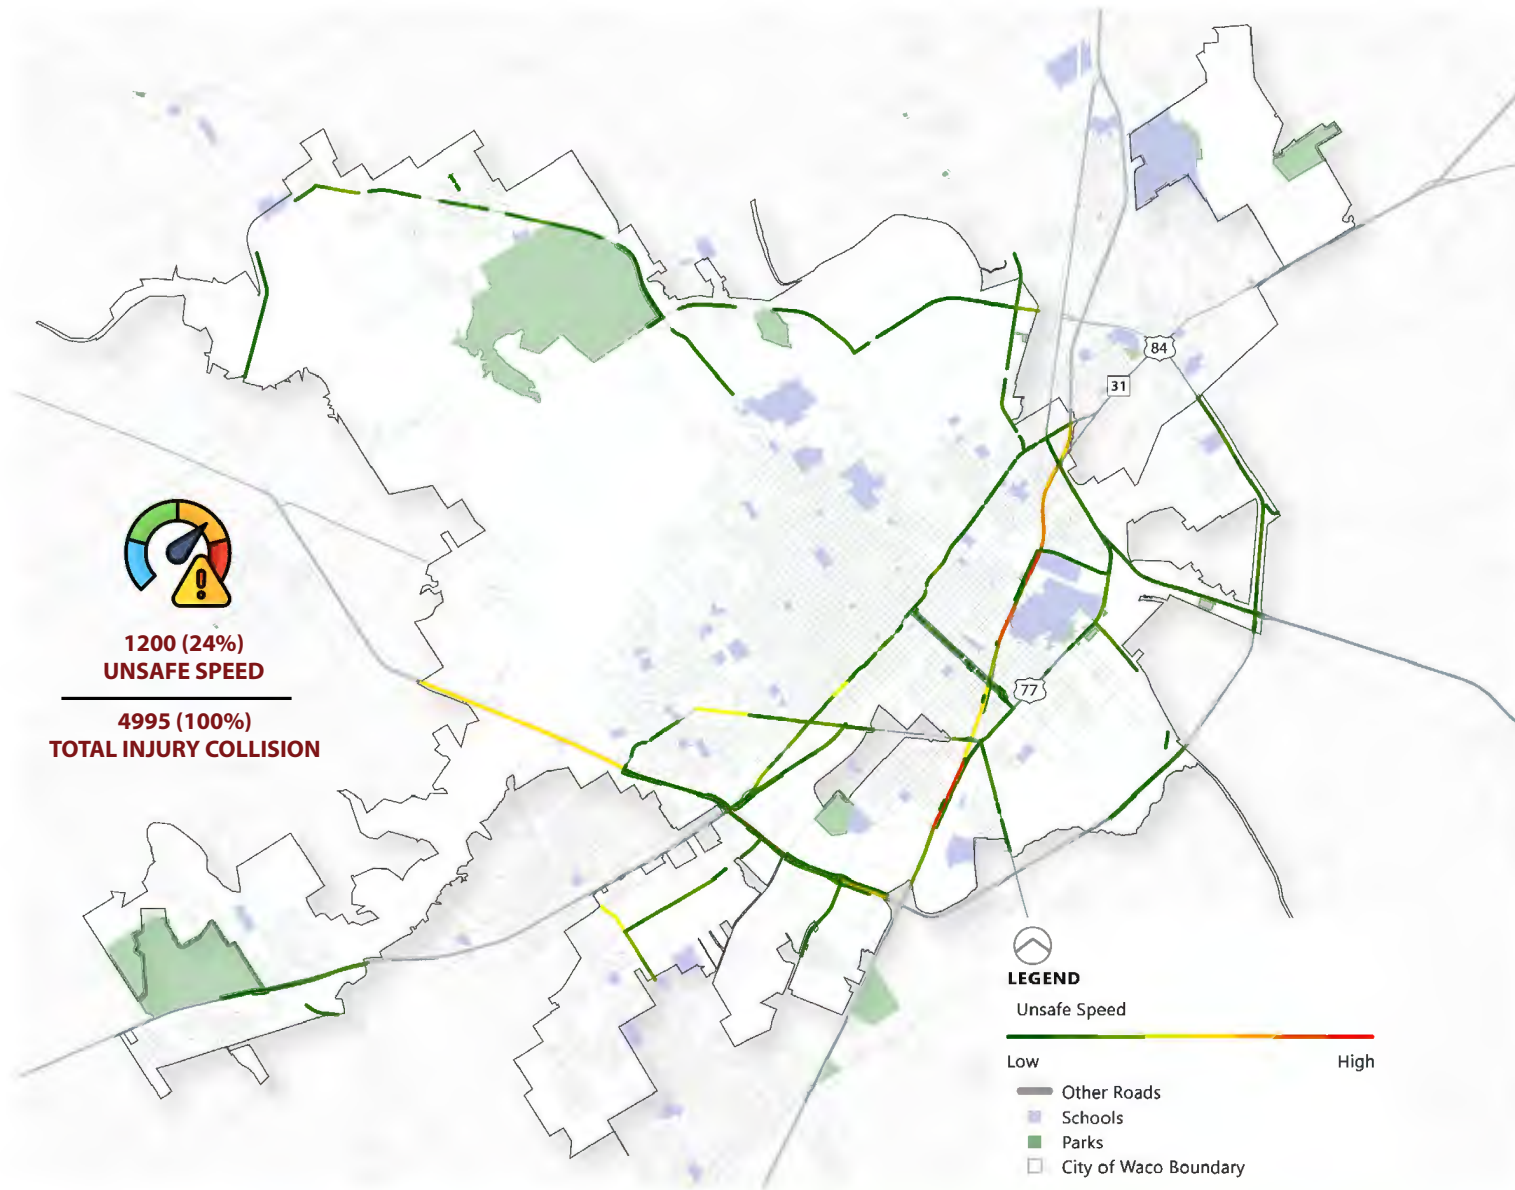 84
31
1200 (24%)
UNSAFE SPEED
4995 (100%)
TOTAL INJURY COLLISION
77
LEGEND
Unsafe Speed
Low High
Other Roads
Schools
Parks
City of Waco Boundary